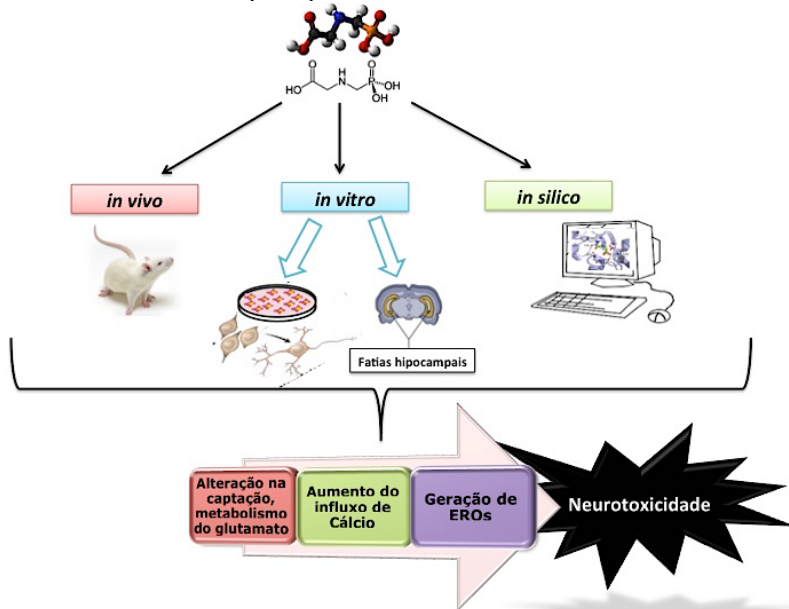 O
H
N
O
P
OH
HO
OH
in vivo
in vitro
in silico
Fatias hipocampais
Alteração na
captação,
metabolismo
do glutamato
Aumento do
influxo de
Cálcio
Geração de
EROs
Neurotoxicidade